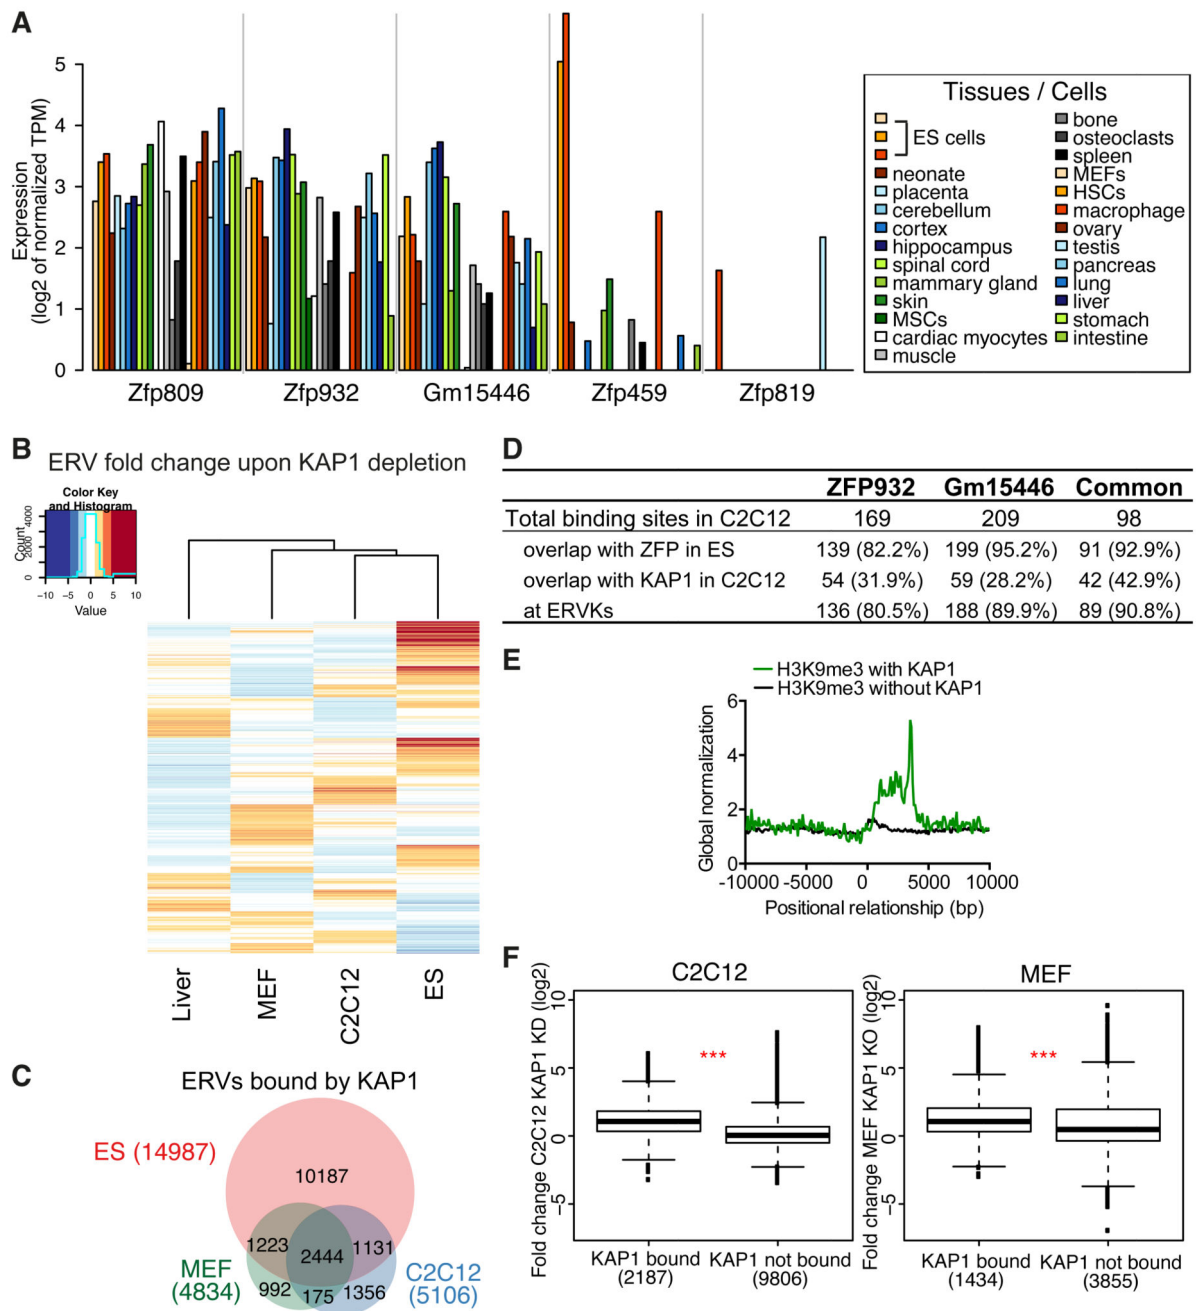 A
Expression
(log2 of normalized TPM)
5
4
3
2
1
0
Zfp809 Zfp932 Gm15446 Zfp459 Zfp819
Tissues / Cells
ES cells
neonate
placenta
cerebellum
cortex
hippocampus
spinal cord
mammary gland
skin
MSCs
cardiac myocytes
muscle
bone
osteoclasts
spleen
MEFs
HSCs
macrophage
ovary
testis
pancreas
lung
liver
stomach
intestine
B
ERV fold change upon KAP1 depletion
Color Key
and Histogram
Count
0 2000 4000
−10 −5 0 5 10
Value
Liver MEF C2C12 ES
C
ERVs bound by KAP1
ES (14987)
10187
1223 2444 1131
MEF
(4834)
992 175 1356
C2C12
(5106)
D
ZFP932 Gm15446 Common
Total binding sites in C2C12 169 209 98
overlap with ZFP in ES 139 (82.2%) 199 (95.2%) 91 (92.9%)
overlap with KAP1 in C2C12 54 (31.9%) 59 (28.2%) 42 (42.9%)
at ERVKs 136 (80.5%) 188 (89.9%) 89 (90.8%)
E
H3K9me3 with KAP1
H3K9me3 without KAP1
Global normalization
6
4
2
0
-10000 -5000 0 5000 10000
Positional relationship (bp)
F
C2C12
Fold change C2C12 KAP1 KD (log2)
10
5
0
−5
***
KAP1 bound
(2187)
KAP1 not bound
(9806)
MEF
Fold change MEF KAP1 KO (log2)
10
5
0
−5
***
KAP1 bound
(1434)
KAP1 not bound
(3855)